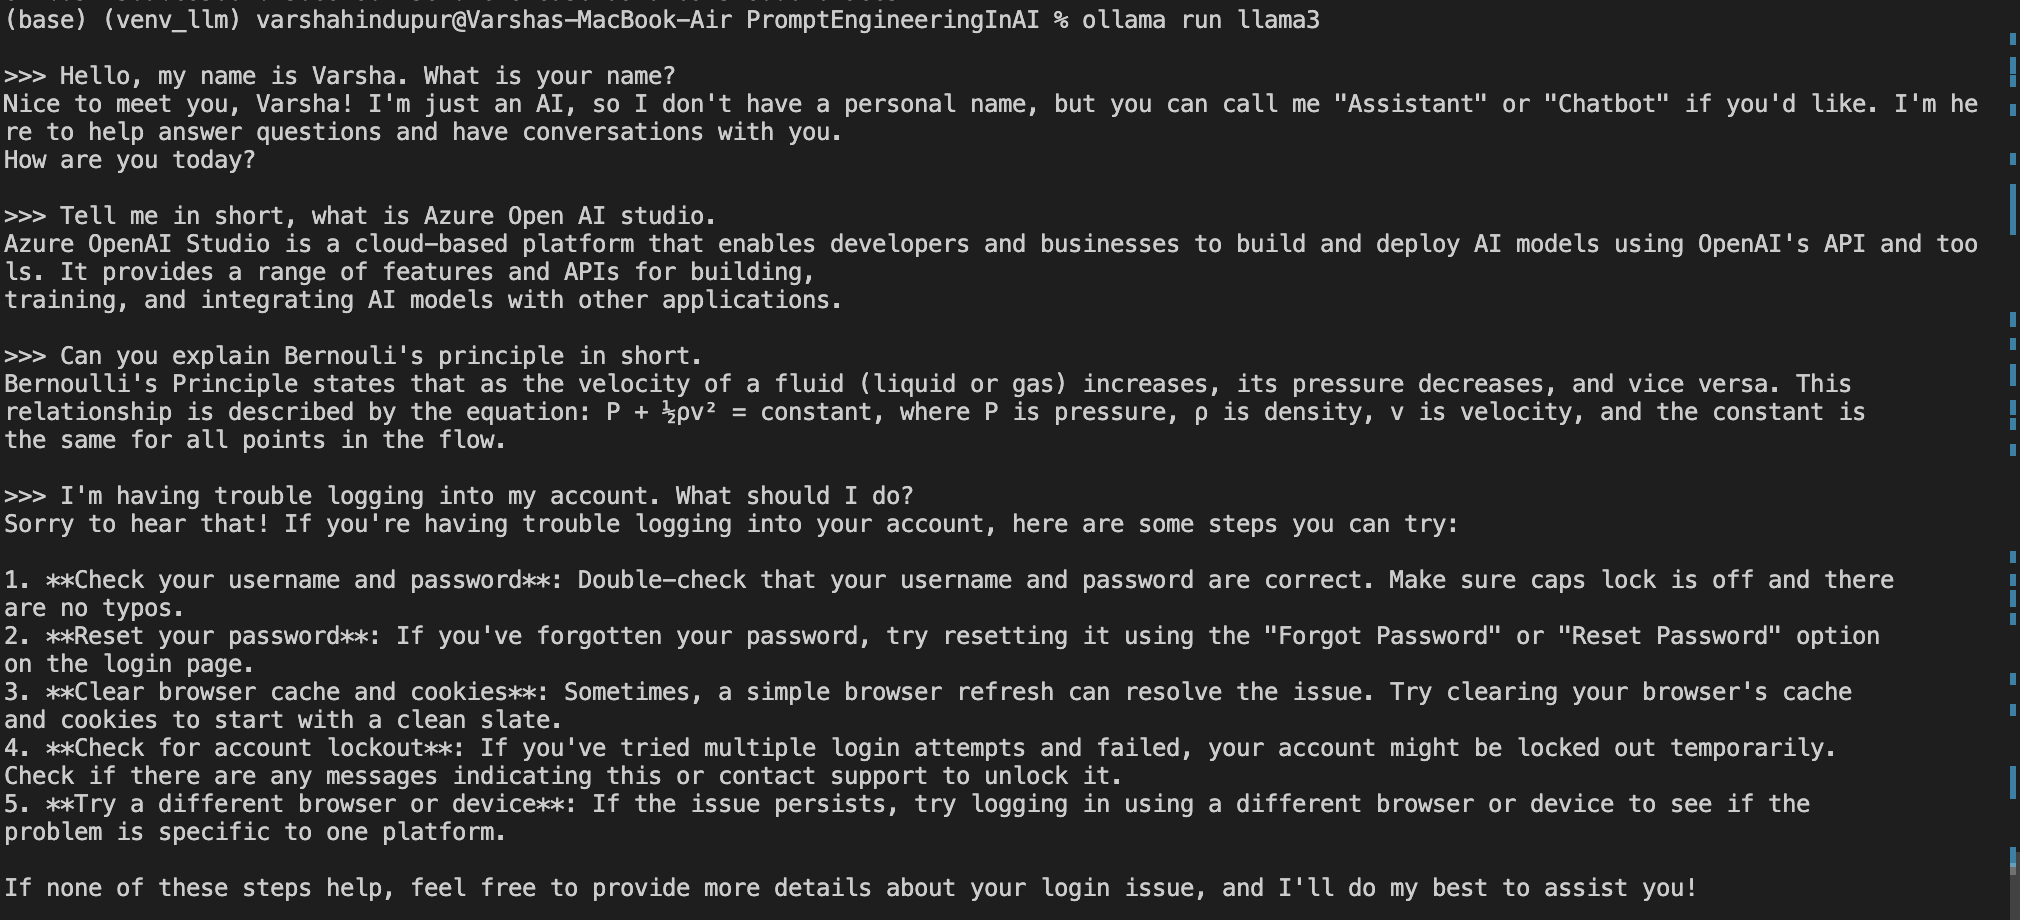 (base) (venv_llm) varshahindupur@Varshas-MacBook-Air PromptEngineeringInAI % ollama run llama3
>>> Hello, my name is Varsha. What is your name?
Nice to meet you, Varsha! I'm just an AI, so I don't have a personal name, but you can call me "Assistant" or "Chatbot" if you'd like. I'm he
re to help answer questions and have conversations with you.
How are you today?
>>> Tell me in short, what is Azure Open AI studio.
Azure OpenAI Studio is a cloud-based platform that enables developers and businesses to build and deploy AI models using OpenAI's API and too
ls. It provides a range of features and APIs for building,
training, and integrating AI models with other applications.
>>> Can you explain Bernouli's principle in short.
Bernoulli's Principle states that as the velocity of a fluid (liquid or gas) increases, its pressure decreases, and vice versa. This
relationship is described by the equation: P + ½ρv² = constant, where P is pressure, ρ is density, v is velocity, and the constant is
the same for all points in the flow.
>>> I'm having trouble logging into my account. What should I do?
Sorry to hear that! If you're having trouble logging into your account, here are some steps you can try:
1. **Check your username and password**: Double-check that your username and password are correct. Make sure caps lock is off and there
are no typos.
2. **Reset your password**: If you've forgotten your password, try resetting it using the "Forgot Password" or "Reset Password" option
on the login page.
3. **Clear browser cache and cookies**: Sometimes, a simple browser refresh can resolve the issue. Try clearing your browser's cache
and cookies to start with a clean slate.
4. **Check for account lockout**: If you've tried multiple login attempts and failed, your account might be locked out temporarily.
Check if there are any messages indicating this or contact support to unlock it.
5. **Try a different browser or device**: If the issue persists, try logging in using a different browser or device to see if the
problem is specific to one platform.
If none of these steps help, feel free to provide more details about your login issue, and I'll do my best to assist you!